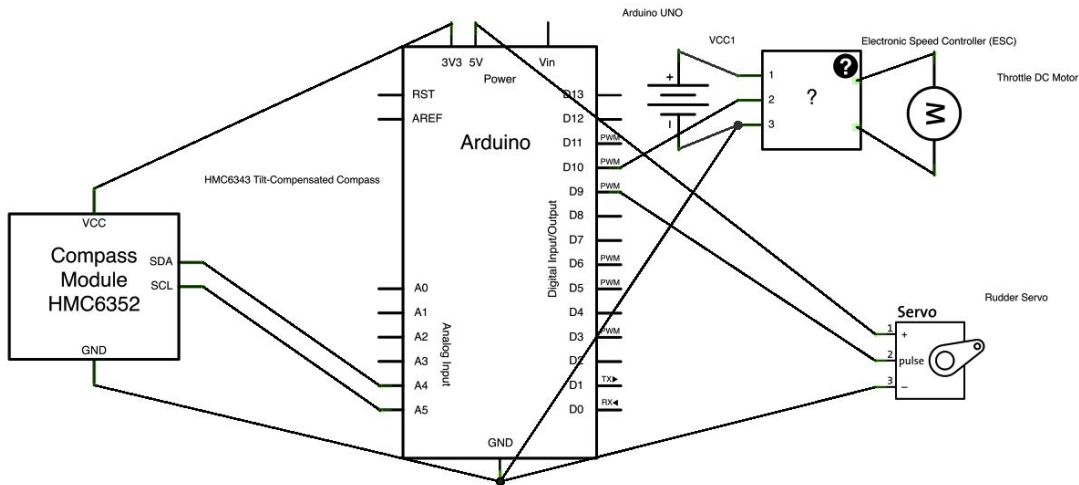 Arduino UNO
VCC1
Electronic Speed Controller (ESC)
Throttle DC Motor
3V3 5V Vin
Power
RST
AREF
Arduino
D13
D12
D11 PWM
D10 PWM
D9 PWM
D8
D7
D6 PWM
D5 PWM
D4
D3 PWM
D2
D1 TX
D0 RX
Digital Input/Output
A0
A1
A2
A3
A4
A5
Analog Input
GND
+
1
2
3
?
?
M
HMC6343 Tilt-Compensated Compass
VCC
Compass
Module
HMC6352
SDA
SCL
GND
Rudder Servo
Servo
1 +
2 pulse
3 −